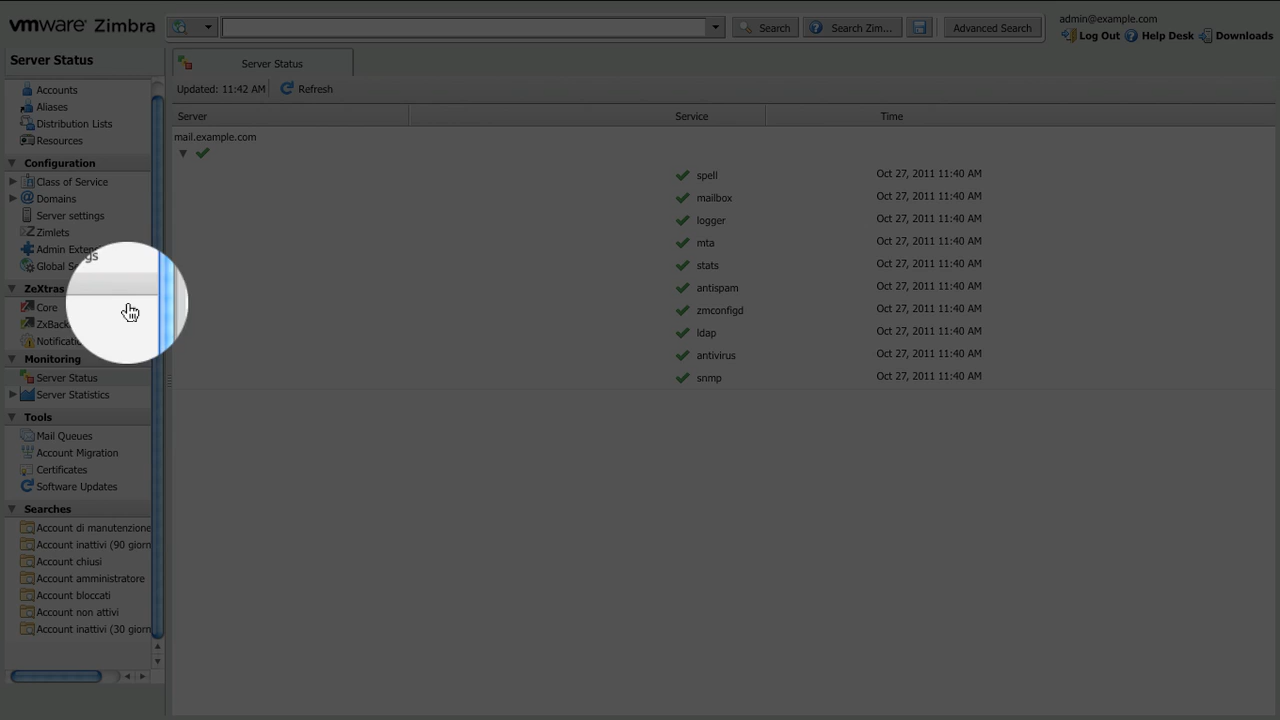 vmware Zimbra
Search
Search Zim...
Advanced Search
admin@example.com
Log Out
Help Desk
Downloads
Server Status
Accounts
Aliases
Distribution Lists
Resources
Configuration
Class of Service
Domains
Server settings
Zimlets
Admin
Global
gs
ZeXtras
Core
Monitoring
Server Status
Server Statistics
Tools
Mail Queues
Account Migration
Certificates
Software Updates
Searches
Account di manutenzione
Account inattivi (90 giorn
Account chiusi
Account amministratore
Account bloccati
Account non attivi
Account inattivi (30 giorn
Server Status
Updated: 11:42 AM
Refresh
Server Service Time
mail.example.com
spell Oct 27, 2011 11:40 AM
mailbox Oct 27, 2011 11:40 AM
logger Oct 27, 2011 11:40 AM
mta Oct 27, 2011 11:40 AM
stats Oct 27, 2011 11:40 AM
antispam Oct 27, 2011 11:40 AM
zmconfigd Oct 27, 2011 11:40 AM
ldap Oct 27, 2011 11:40 AM
antivirus Oct 27, 2011 11:40 AM
snmp Oct 27, 2011 11:40 AM